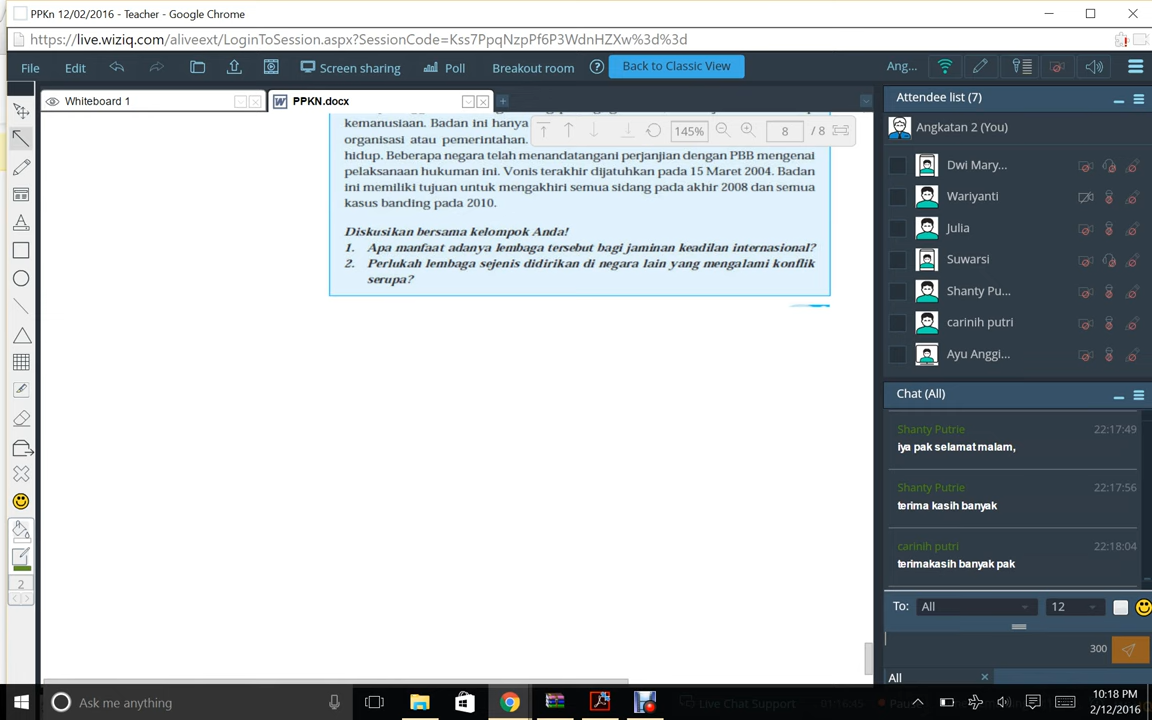 PPKn 12/02/2016 - Teacher - Google Chrome
https://live.wiziq.com/aliveext/LoginToSession.aspx?SessionCode=Kss7PpqNzpPf6P3WdnHZXw%3d%3d
File Edit Screen sharing Poll Breakout room Back to Classic View Ang...
Whiteboard 1 PPKN.docx
kemanusiaan. Badan ini hanya
organisasi atau pemerintahan.
145% 8 / 8
hidup. Beberapa negara telah menandatangani perjanjian dengan PBB mengenai
pelaksanaan hukuman ini. Vonis terakhir dijatuhkan pada 15 Maret 2004. Badan
ini memiliki tujuan untuk mengakhiri semua sidang pada akhir 2008 dan semua
kasus banding pada 2010.
Diskusikan bersama kelompok Anda!
1. Apa manfaat adanya lembaga tersebut bagi jaminan keadilan internasional?
2. Perlukah lembaga sejenis didirikan di negara lain yang mengalami konflik
serupa?
2
Attendee list (7)
Angkatan 2 (You)
Dwi Mary...
Wariyanti
Julia
Suwarsi
Shanty Pu...
carinih putri
Ayu Anggi...
Chat (All)
Shanty Putrie 22:17:49
iya pak selamat malam,
Shanty Putrie 22:17:56
terima kasih banyak
carinih putri 22:18:04
terimakasih banyak pak
To: All 12
300
All
Ask me anything
Live Chat Support 01:16:45
10:18 PM
2/12/2016